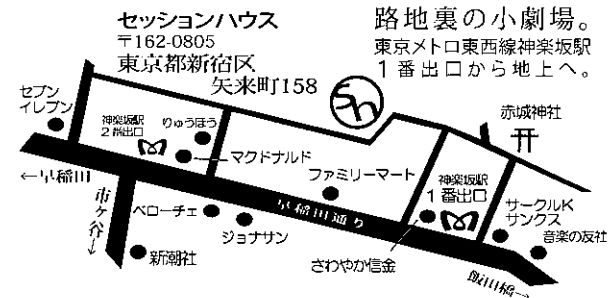 セッションハウス
〒162-0805
東京都新宿区
矢来町158
路地裏の小劇場。
東京メトロ東西線神楽坂駅
1番出口から地上へ。
Sh
赤城神社
セブン
イレブン
神楽坂駅
2番出口
りゅうほう
マクドナルド
ファミリーマート
神楽坂駅
1番出口
サークルK
サンクス
音楽の友社
←早稲田
市ヶ谷→
ベローチェ
ジョナサン
早稲田通り
新潮社
さわやか信金
飯田橋→